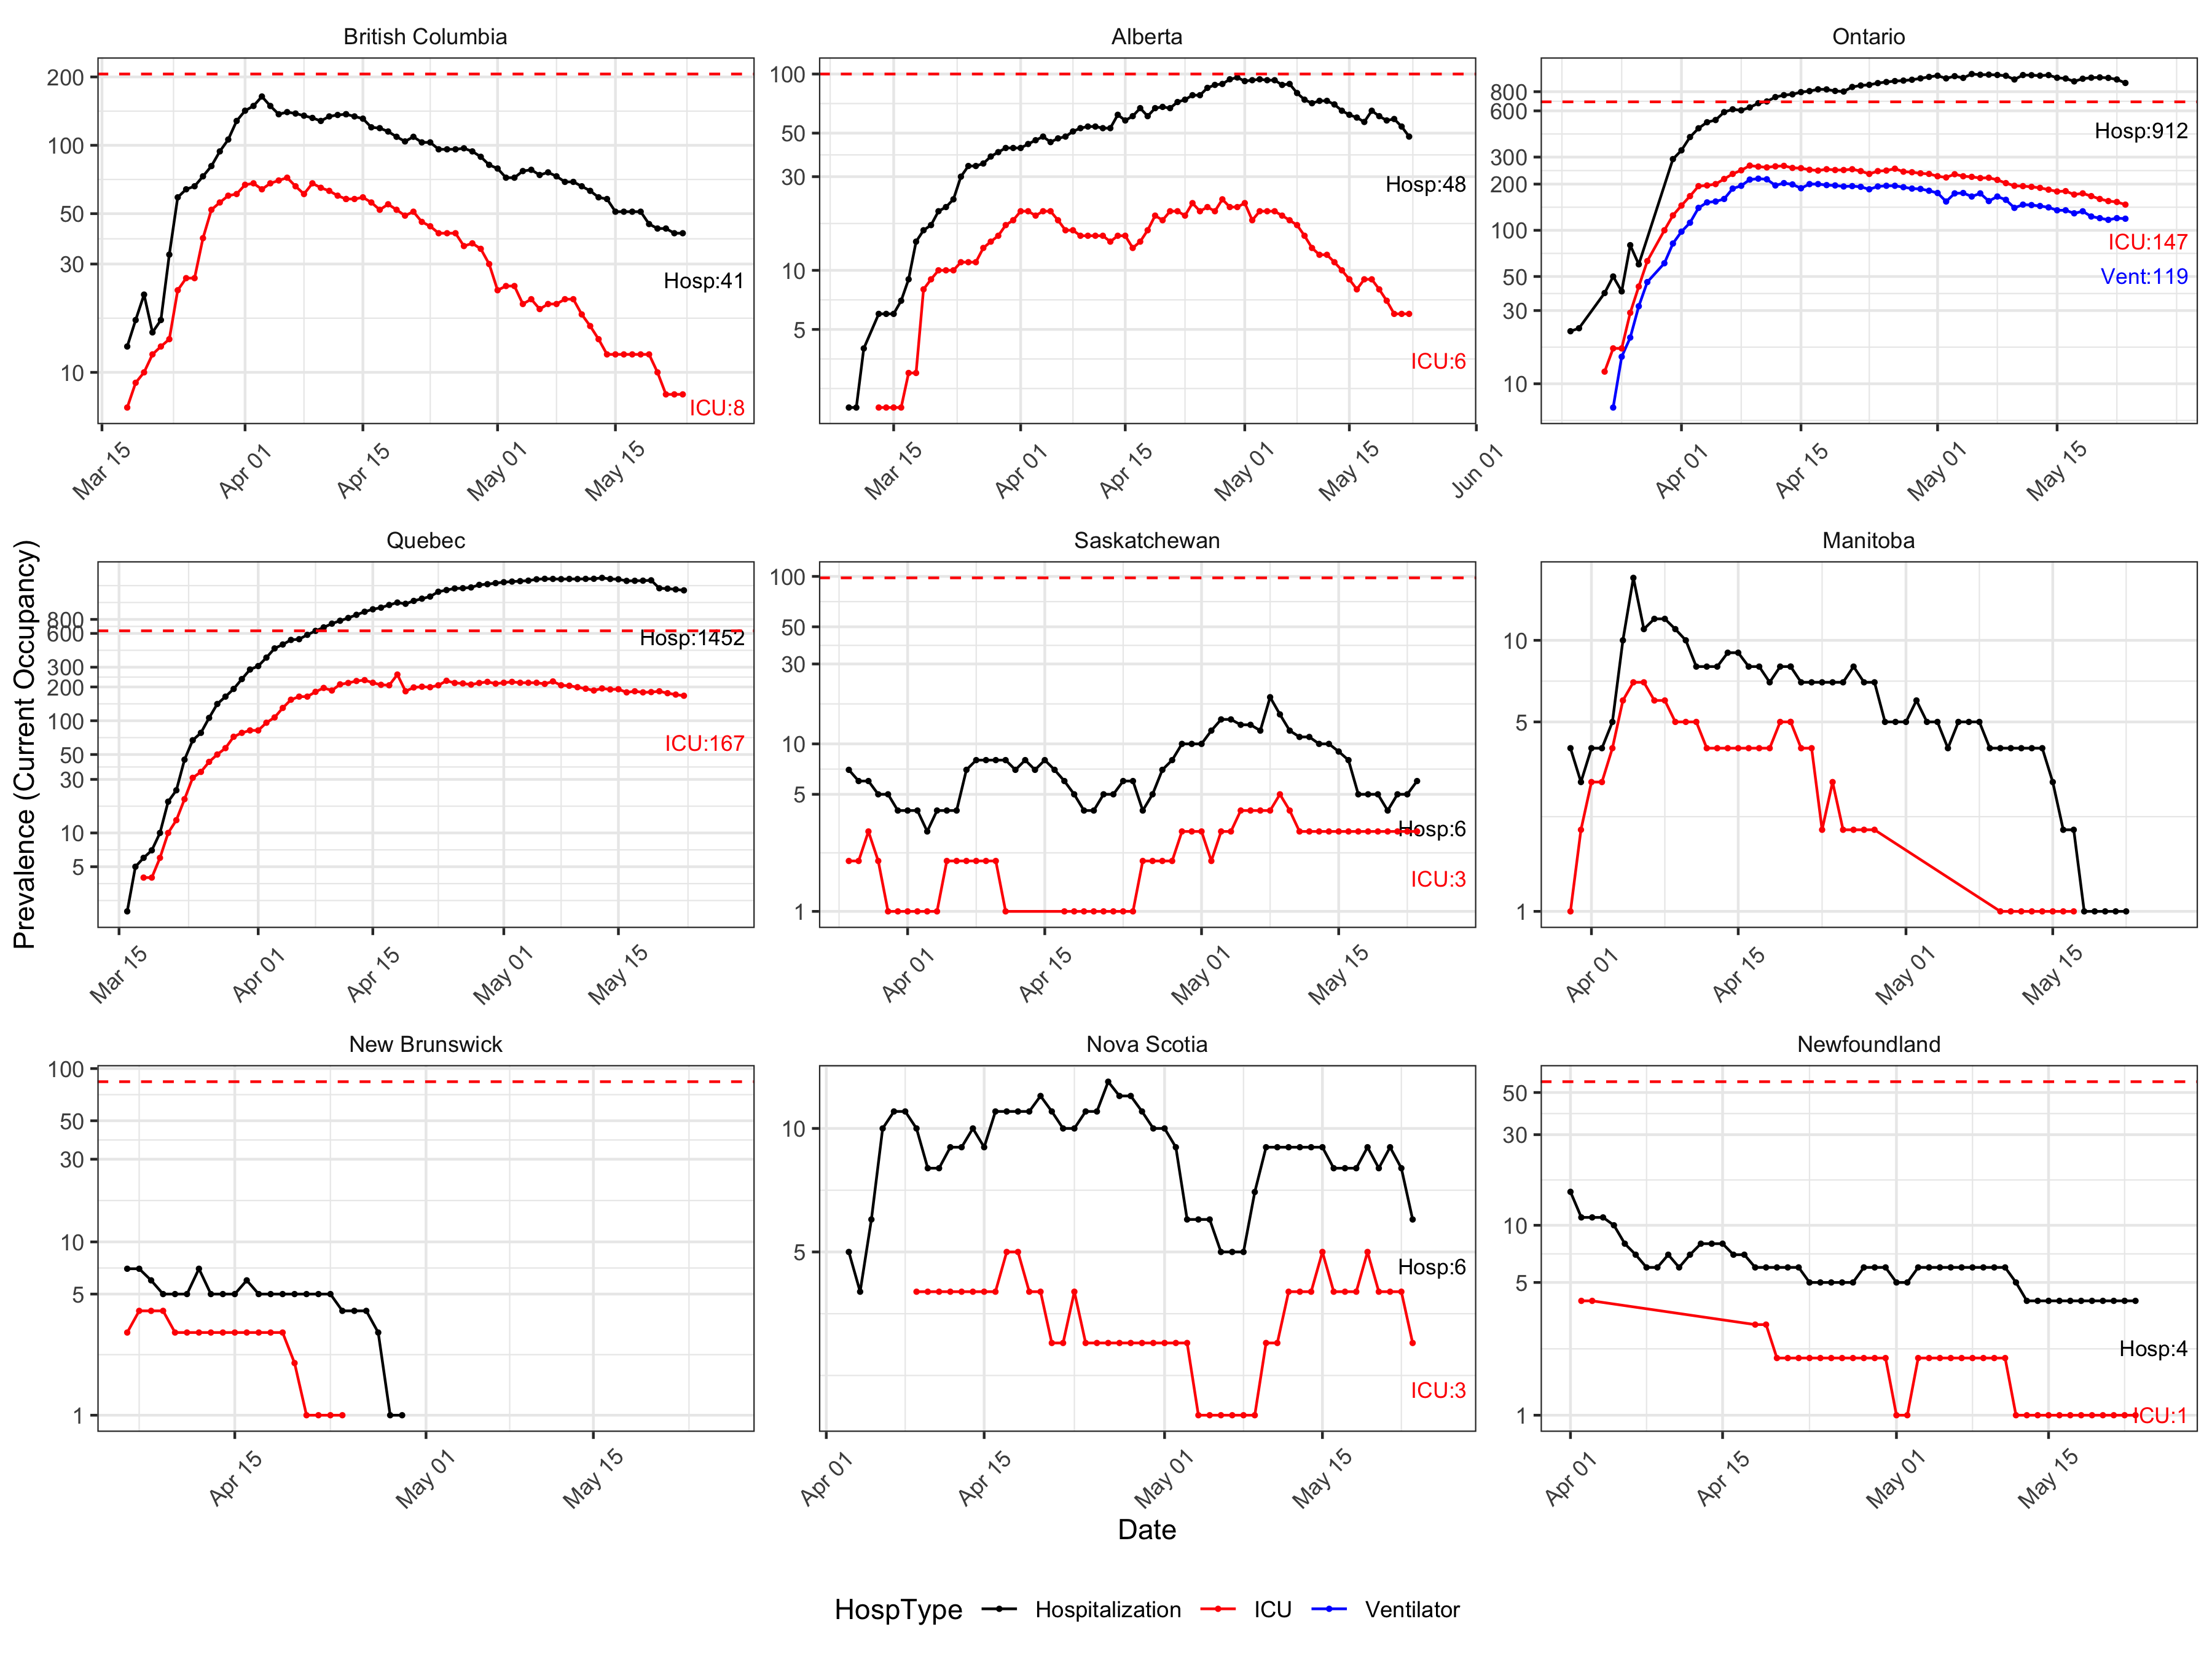 British Columbia
Alberta
Ontario
200
100
50
30
10
Hosp:41
ICU:8
Mar 15
Apr 01
Apr 15
May 01
May 15
100
50
30
10
5
Hosp:48
ICU:6
Mar 15
Apr 01
Apr 15
May 01
May 15
Jun 01
800
600
300
200
100
50
30
10
Hosp:912
ICU:147
Vent:119
Apr 01
Apr 15
May 01
May 15
Prevalence (Current Occupancy)
Quebec
Saskatchewan
Manitoba
800
600
300
200
100
50
30
10
5
Hosp:1452
ICU:167
Mar 15
Apr 01
Apr 15
May 01
May 15
100
50
30
10
5
1
Hosp:6
ICU:3
Apr 01
Apr 15
May 01
May 15
10
5
1
Apr 01
Apr 15
May 01
May 15
New Brunswick
Nova Scotia
Newfoundland
100
50
30
10
5
1
Apr 15
May 01
May 15
10
5
Hosp:6
ICU:3
Apr 01
Apr 15
May 01
May 15
50
30
10
5
1
Hosp:4
ICU:1
Apr 01
Apr 15
May 01
May 15
Date
HospType Hospitalization ICU Ventilator